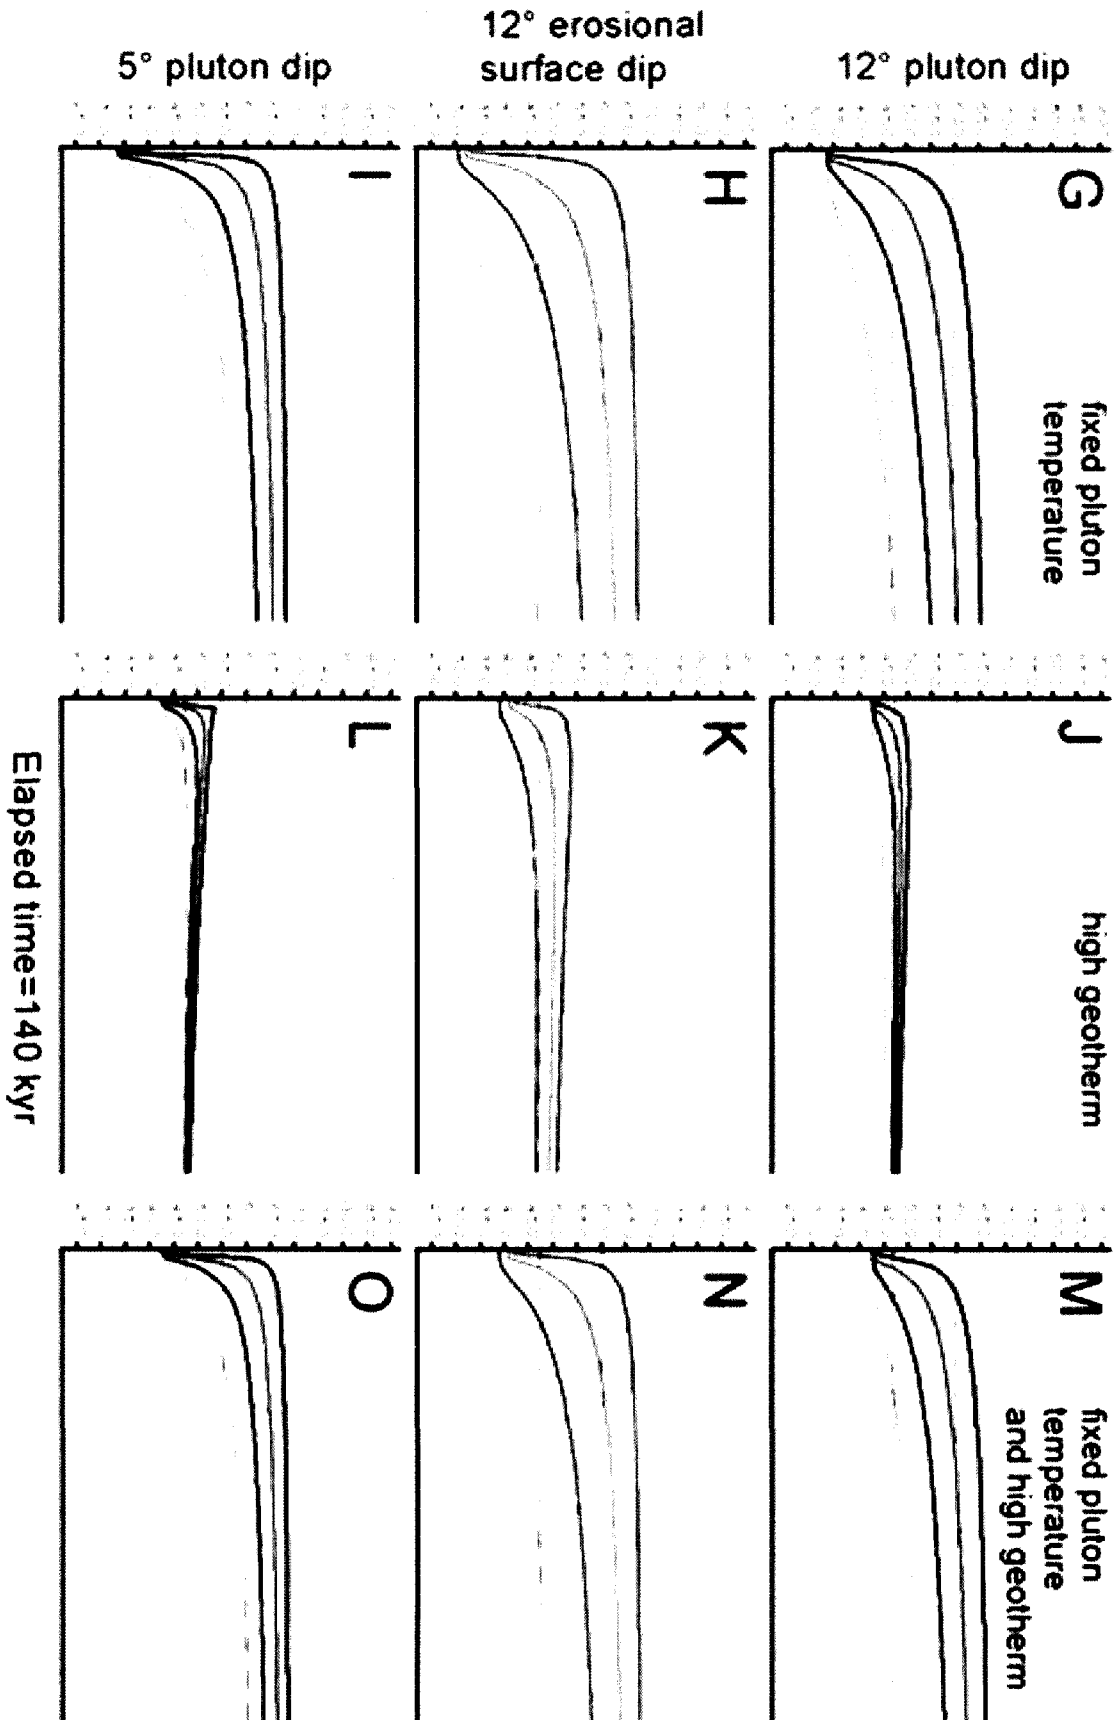 5° pluton dip
12° erosional
surface dip
12° pluton dip
I
H
G
fixed pluton
temperature
L
K
J
high geotherm
O
N
M
fixed pluton
temperature
and high geotherm
Elapsed time=140 kyr